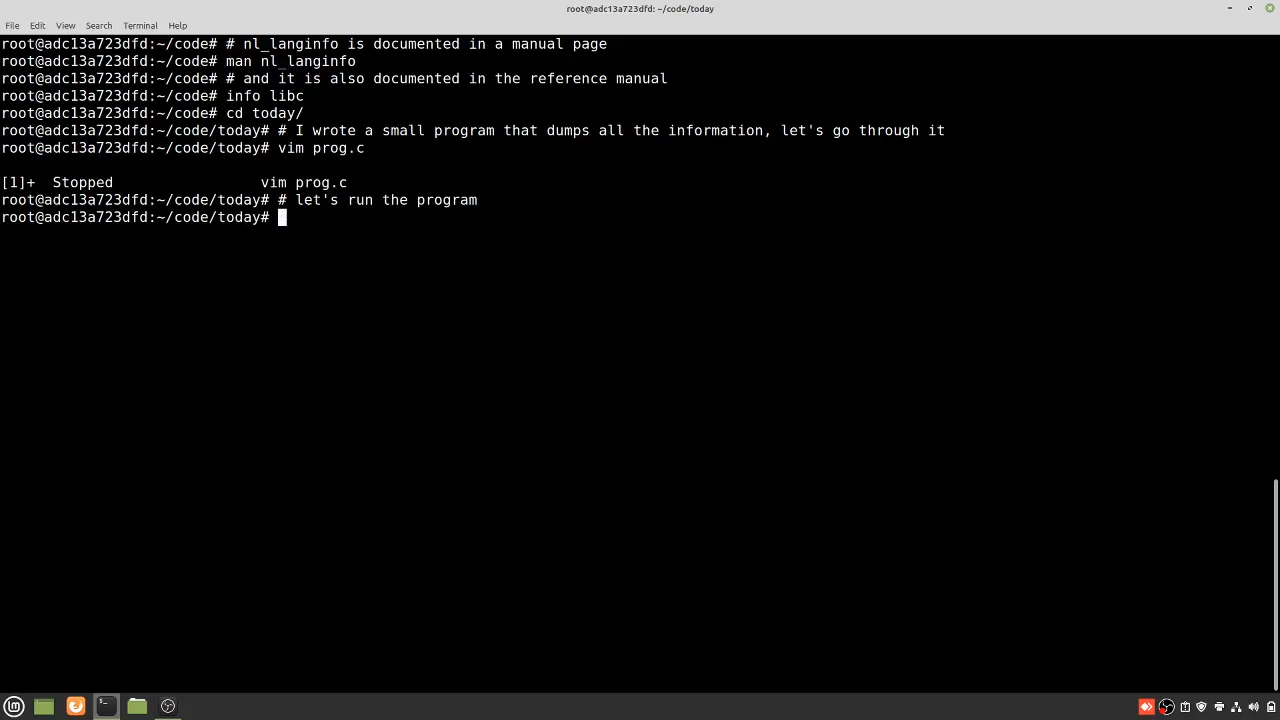 root@adc13a723dfd: ~/code/today
File Edit View Search Terminal Help
root@adc13a723dfd:~/code# # nl_langinfo is documented in a manual page
root@adc13a723dfd:~/code# man nl_langinfo
root@adc13a723dfd:~/code# # and it is also documented in the reference manual
root@adc13a723dfd:~/code# info libc
root@adc13a723dfd:~/code# cd today/
root@adc13a723dfd:~/code/today# # I wrote a small program that dumps all the information, let's go through it
root@adc13a723dfd:~/code/today# vim prog.c
[1]+  Stopped                 vim prog.c
root@adc13a723dfd:~/code/today# # let's run the program
root@adc13a723dfd:~/code/today#